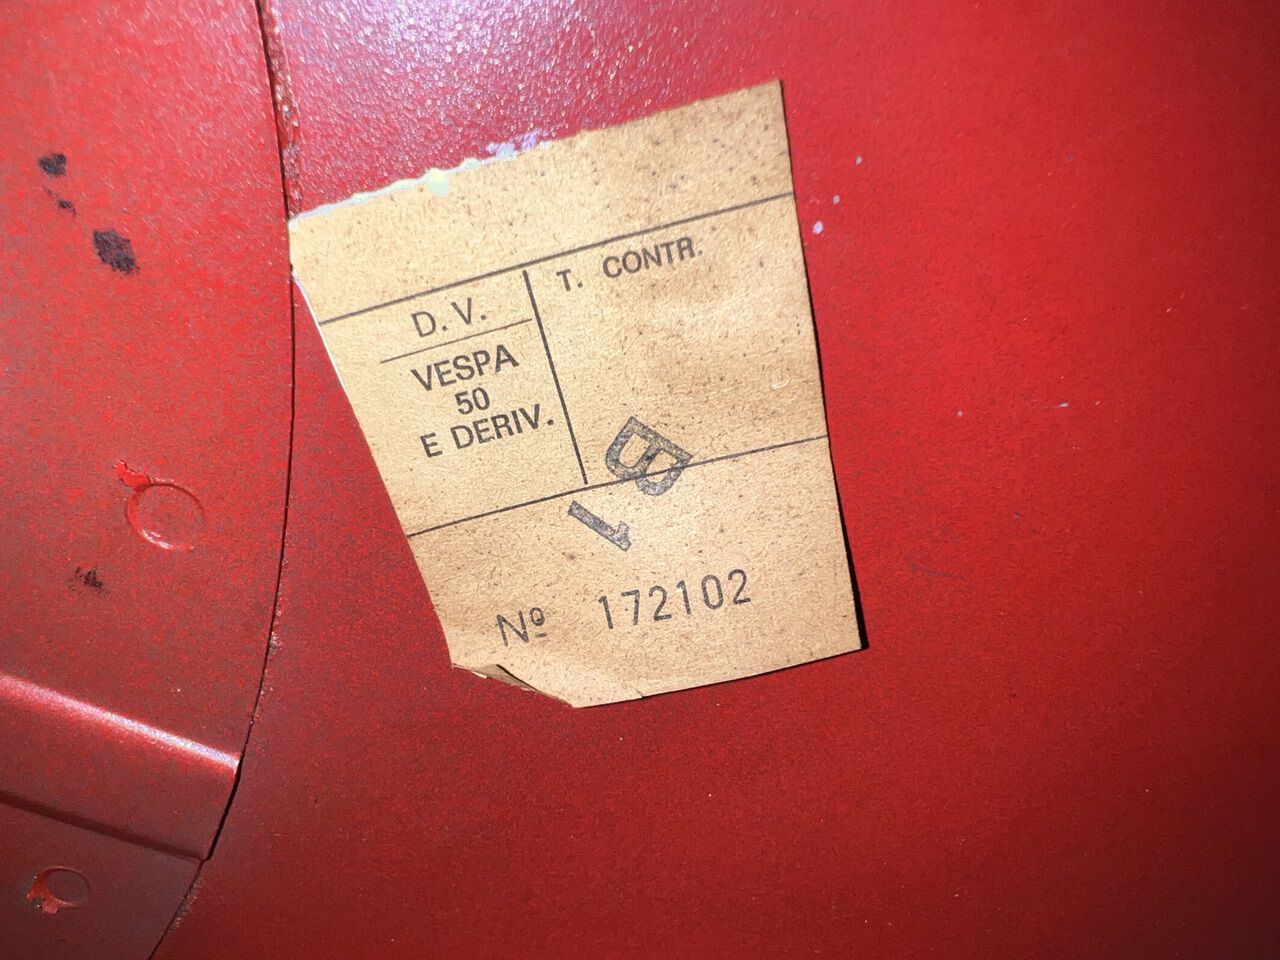 D. V.
T. CONTR.
VESPA
50
E DERIV.
B
1
Nº 172102